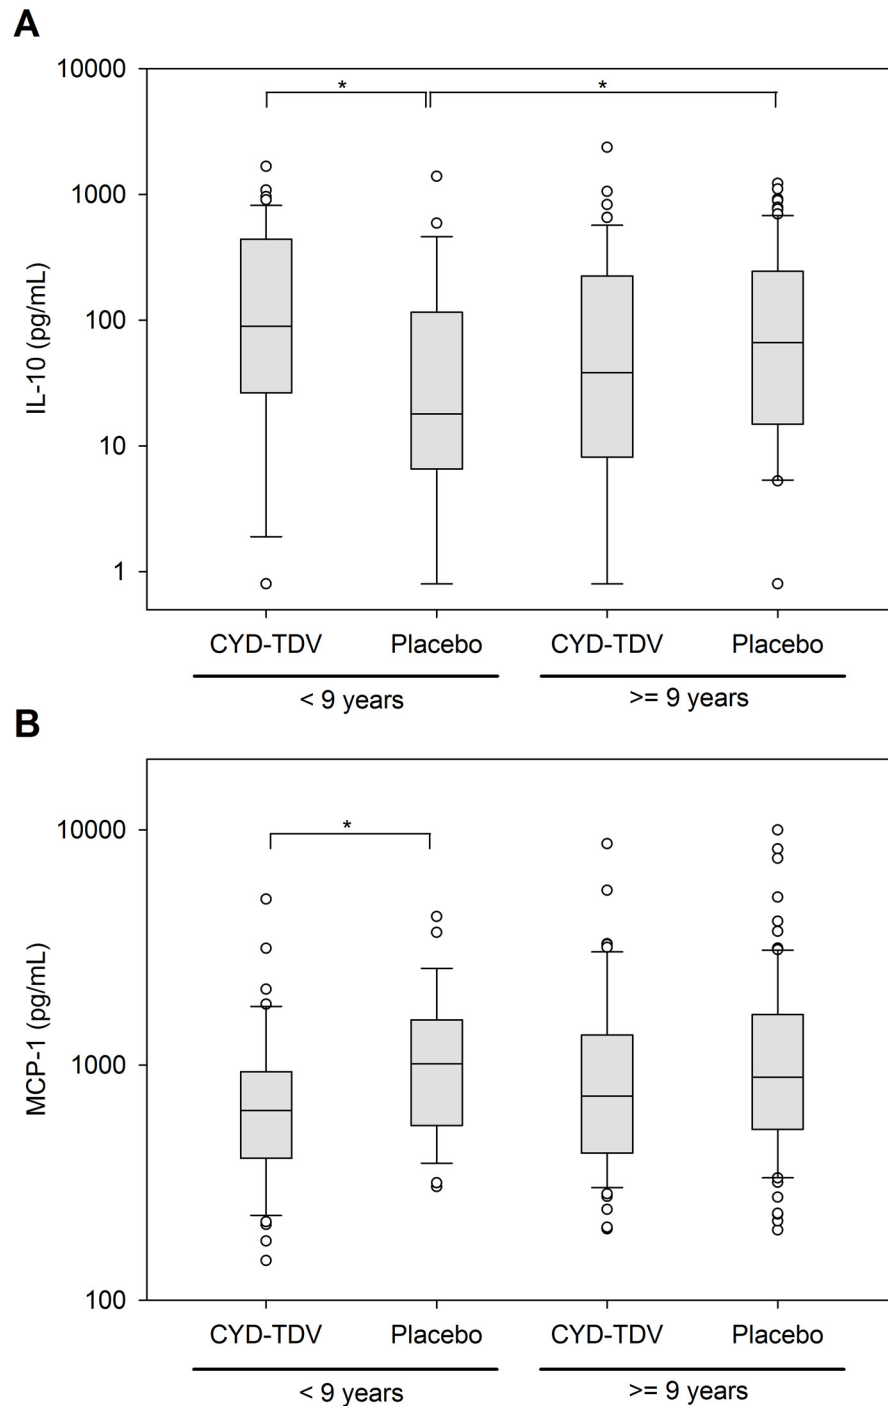 A
10000
* *
1000
100
10
1
IL-10 (pg/mL)
CYD-TDV Placebo CYD-TDV Placebo
< 9 years >= 9 years
B
10000
*
1000
100
MCP-1 (pg/mL)
CYD-TDV Placebo CYD-TDV Placebo
< 9 years >= 9 years